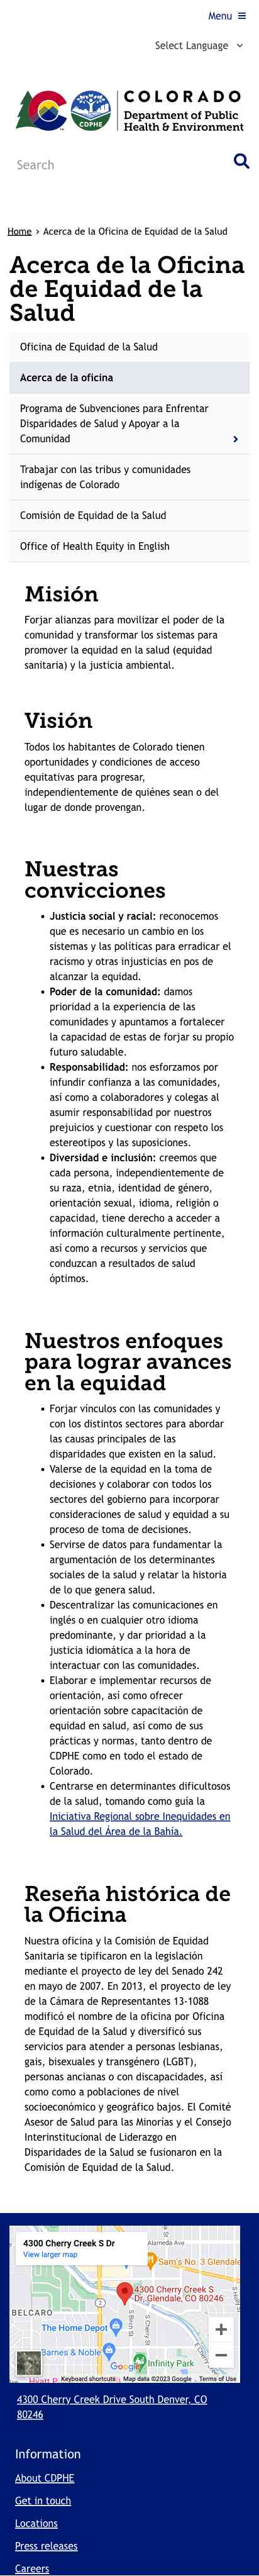 Menu ≡
Select Language
COLORADO
Department of Public
Health & Environment
CDPHE
Search
Home › Acerca de la Oficina de Equidad de la Salud
Acerca de la Oficina
de Equidad de la
Salud
Oficina de Equidad de la Salud
Acerca de la oficina
Programa de Subvenciones para Enfrentar
Disparidades de Salud y Apoyar a la
Comunidad
Trabajar con las tribus y comunidades
indígenas de Colorado
Comisión de Equidad de la Salud
Office of Health Equity in English
Misión
Forjar alianzas para movilizar el poder de la
comunidad y transformar los sistemas para
promover la equidad en la salud (equidad
sanitaria) y la justicia ambiental.
Visión
Todos los habitantes de Colorado tienen
oportunidades y condiciones de acceso
equitativas para progresar,
independientemente de quiénes sean o del
lugar de donde provengan.
Nuestras
convicciones
• Justicia social y racial: reconocemos
que es necesario un cambio en los
sistemas y las políticas para erradicar el
racismo y otras injusticias en pos de
alcanzar la equidad.
• Poder de la comunidad: damos
prioridad a la experiencia de las
comunidades y apuntamos a fortalecer
la capacidad de estas de forjar su propio
futuro saludable.
• Responsabilidad: nos esforzamos por
infundir confianza a las comunidades,
así como a colaboradores y colegas al
asumir responsabilidad por nuestros
prejuicios y cuestionar con respeto los
estereotipos y las suposiciones.
• Diversidad e inclusión: creemos que
cada persona, independientemente de
su raza, etnia, identidad de género,
orientación sexual, idioma, religión o
capacidad, tiene derecho a acceder a
información culturalmente pertinente,
así como a recursos y servicios que
conduzcan a resultados de salud
óptimos.
Nuestros enfoques
para lograr avances
en la equidad
• Forjar vínculos con las comunidades y
con los distintos sectores para abordar
las causas principales de las
disparidades que existen en la salud.
• Valerse de la equidad en la toma de
decisiones y colaborar con todos los
sectores del gobierno para incorporar
consideraciones de salud y equidad a su
proceso de toma de decisiones.
• Servirse de datos para fundamentar la
argumentación de los determinantes
sociales de la salud y relatar la historia
de lo que genera salud.
• Descentralizar las comunicaciones en
inglés o en cualquier otro idioma
predominante, y dar prioridad a la
justicia idiomática a la hora de
interactuar con las comunidades.
• Elaborar e implementar recursos de
orientación, así como ofrecer
orientación sobre capacitación de
equidad en salud, así como de sus
prácticas y normas, tanto dentro de
CDPHE como en todo el estado de
Colorado.
• Centrarse en determinantes dificultosos
de la salud, tomando como guía la
Iniciativa Regional sobre Inequidades en
la Salud del Área de la Bahía.
Reseña histórica de
la Oficina
Nuestra oficina y la Comisión de Equidad
Sanitaria se tipificaron en la legislación
mediante el proyecto de ley del Senado 242
en mayo de 2007. En 2013, el proyecto de ley
de la Cámara de Representantes 13-1088
modificó el nombre de la oficina por Oficina
de Equidad de la Salud y diversificó sus
servicios para atender a personas lesbianas,
gais, bisexuales y transgénero (LGBT),
personas ancianas o con discapacidades, así
como como a poblaciones de nivel
socioeconómico y geográfico bajos. El Comité
Asesor de Salud para las Minorías y el Consejo
Interinstitucional de Liderazgo en
Disparidades de la Salud se fusionaron en la
Comisión de Equidad de la Salud.
4300 Cherry Creek S Dr
View larger map
Alameda Ave
Sam's No. 3 Glendale
4300 Cherry Creek S
Dr, Glendale, CO 80246
BELCARO
The Home Depot
Barnes & Noble
Infinity Park
Google
Keyboard shortcuts Map data ©2023 Google Terms of Use
4300 Cherry Creek Drive South Denver, CO
80246
Information
About CDPHE
Get in touch
Locations
Press releases
Careers